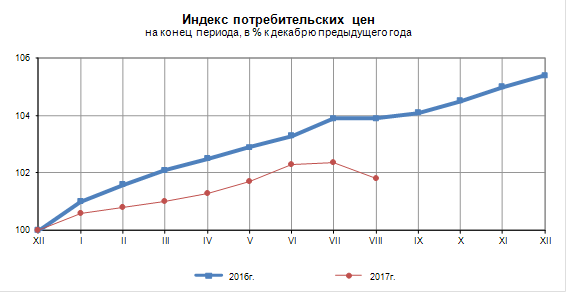 Индекс потребительских цен
на конец периода, в % к декабрю предыдущего года
106
104
102
100
XII I II III IV V VI VII VIII IX X XI XII
2016г. 2017г.